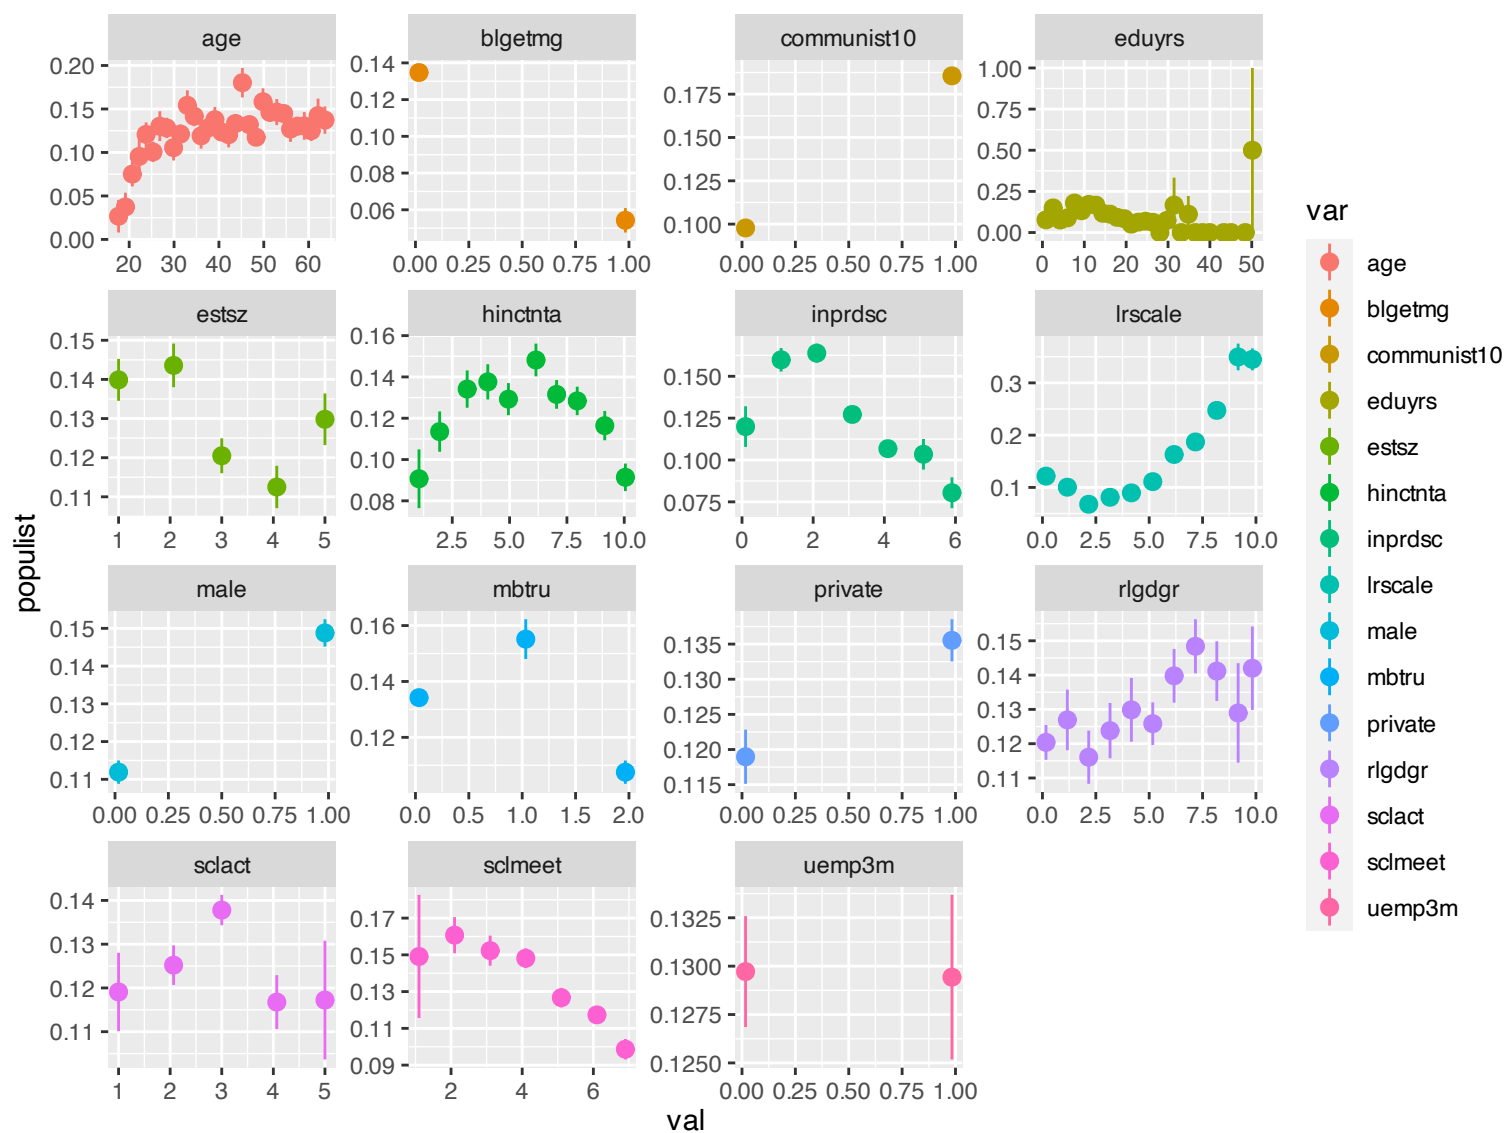 age blgetmg communist10 eduyrs
0.20 0.15 0.10 0.05 0.00
20 30 40 50 60
0.14 0.12 0.10 0.08 0.06
0.00 0.25 0.50 0.75 1.00
0.175 0.150 0.125 0.100
0.00 0.25 0.50 0.75 1.00
1.00 0.75 0.50 0.25 0.00
0 10 20 30 40 50
estsz hinctnta inprdsc lrscale
0.15 0.14 0.13 0.12 0.11
1 2 3 4 5
0.16 0.14 0.12 0.10 0.08
2.5 5.0 7.5 10.0
0.150 0.125 0.100 0.075
0 2 4 6
0.3 0.2 0.1
0.0 2.5 5.0 7.5 10.0
male mbtru private rlgdgr
0.15 0.14 0.13 0.12 0.11
0.00 0.25 0.50 0.75 1.00
0.16 0.14 0.12
0.0 0.5 1.0 1.5 2.0
0.135 0.130 0.125 0.120 0.115
0.00 0.25 0.50 0.75 1.00
0.15 0.14 0.13 0.12 0.11
0.0 2.5 5.0 7.5 10.0
sclact sclmeet uemp3m
0.14 0.13 0.12 0.11
1 2 3 4 5
0.17 0.15 0.13 0.11 0.09
2 4 6
0.1325 0.1300 0.1275 0.1250
0.00 0.25 0.50 0.75 1.00
populist
val
var
age
blgetmg
communist10
eduyrs
estsz
hinctnta
inprdsc
lrscale
male
mbtru
private
rlgdgr
sclact
sclmeet
uemp3m